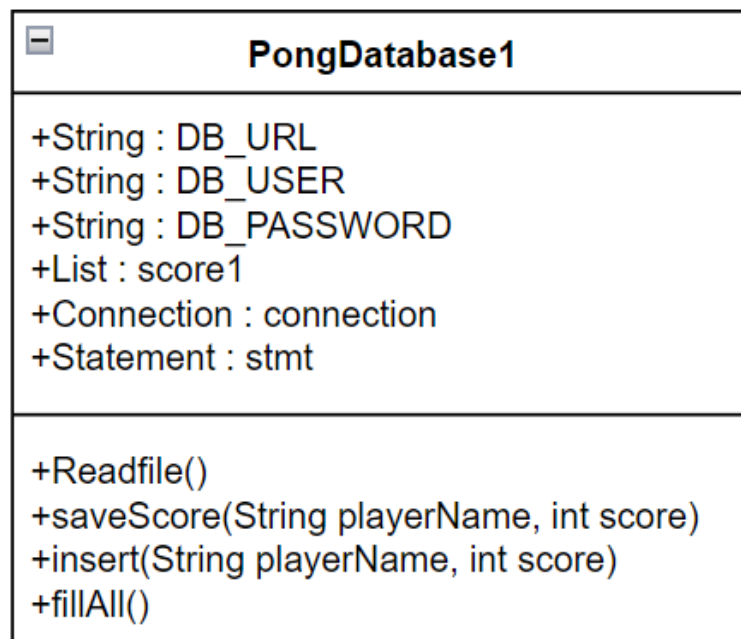 PongDatabase1
+String : DB_URL
+String : DB_USER
+String : DB_PASSWORD
+List : score1
+Connection : connection
+Statement : stmt
+Readfile()
+saveScore(String playerName, int score)
+insert(String playerName, int score)
+fillAll()